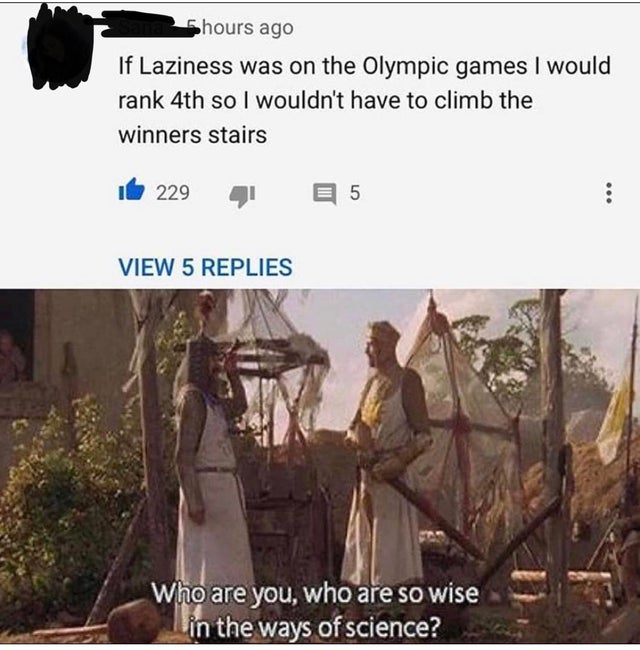 5 hours ago
If Laziness was on the Olympic games I would
rank 4th so I wouldn't have to climb the
winners stairs
229
5
VIEW 5 REPLIES
Who are you, who are so wise
in the ways of science?